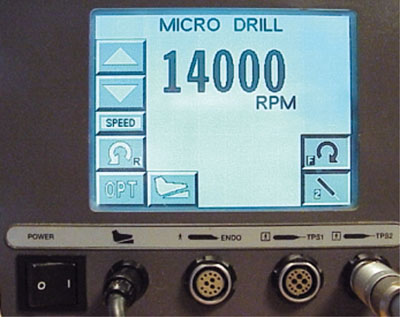 MICRO DRILL
14000
RPM
SPEED
R
F
OPT
2
POWER
ENDO
TPS1
TPS2
O I